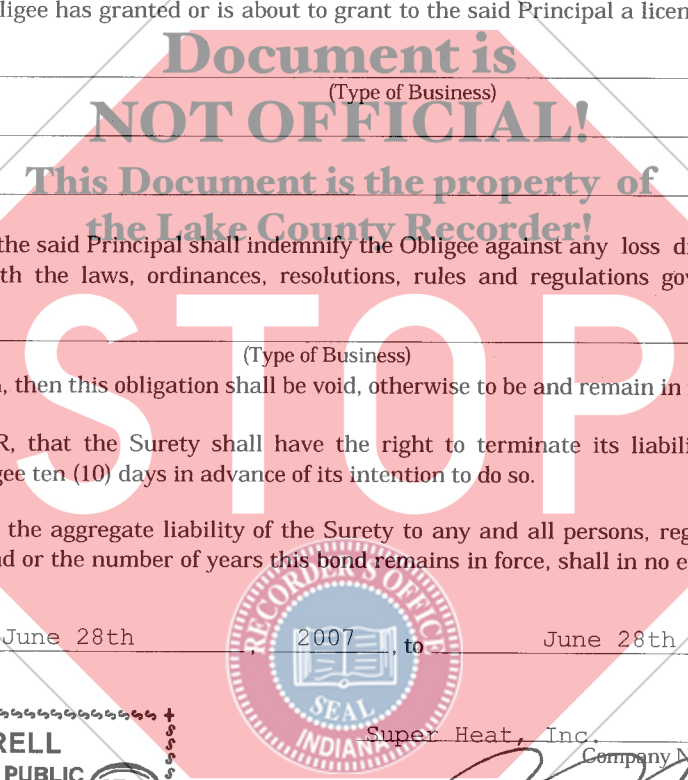 ligee has granted or is about to grant to the said Principal a licen
Document is
(Type of Business)
NOT OFFICIAL!
This Document is the property of
the Lake County Recorder!
the said Principal shall indemnify the Obligee against any loss di
th the laws, ordinances, resolutions, rules and regulations gov
STOP
(Type of Business)
, then this obligation shall be void, otherwise to be and remain in
R, that the Surety shall have the right to terminate its liabili
gee ten (10) days in advance of its intention to do so.
the aggregate liability of the Surety to any and all persons, reg
d or the number of years this bond remains in force, shall in no e
RECORDER'S OFFICE
June 28th, 2007, to June 28th
SEAL
INDIANA
RELL
Super Heat, Inc.
Company N
PUBLIC